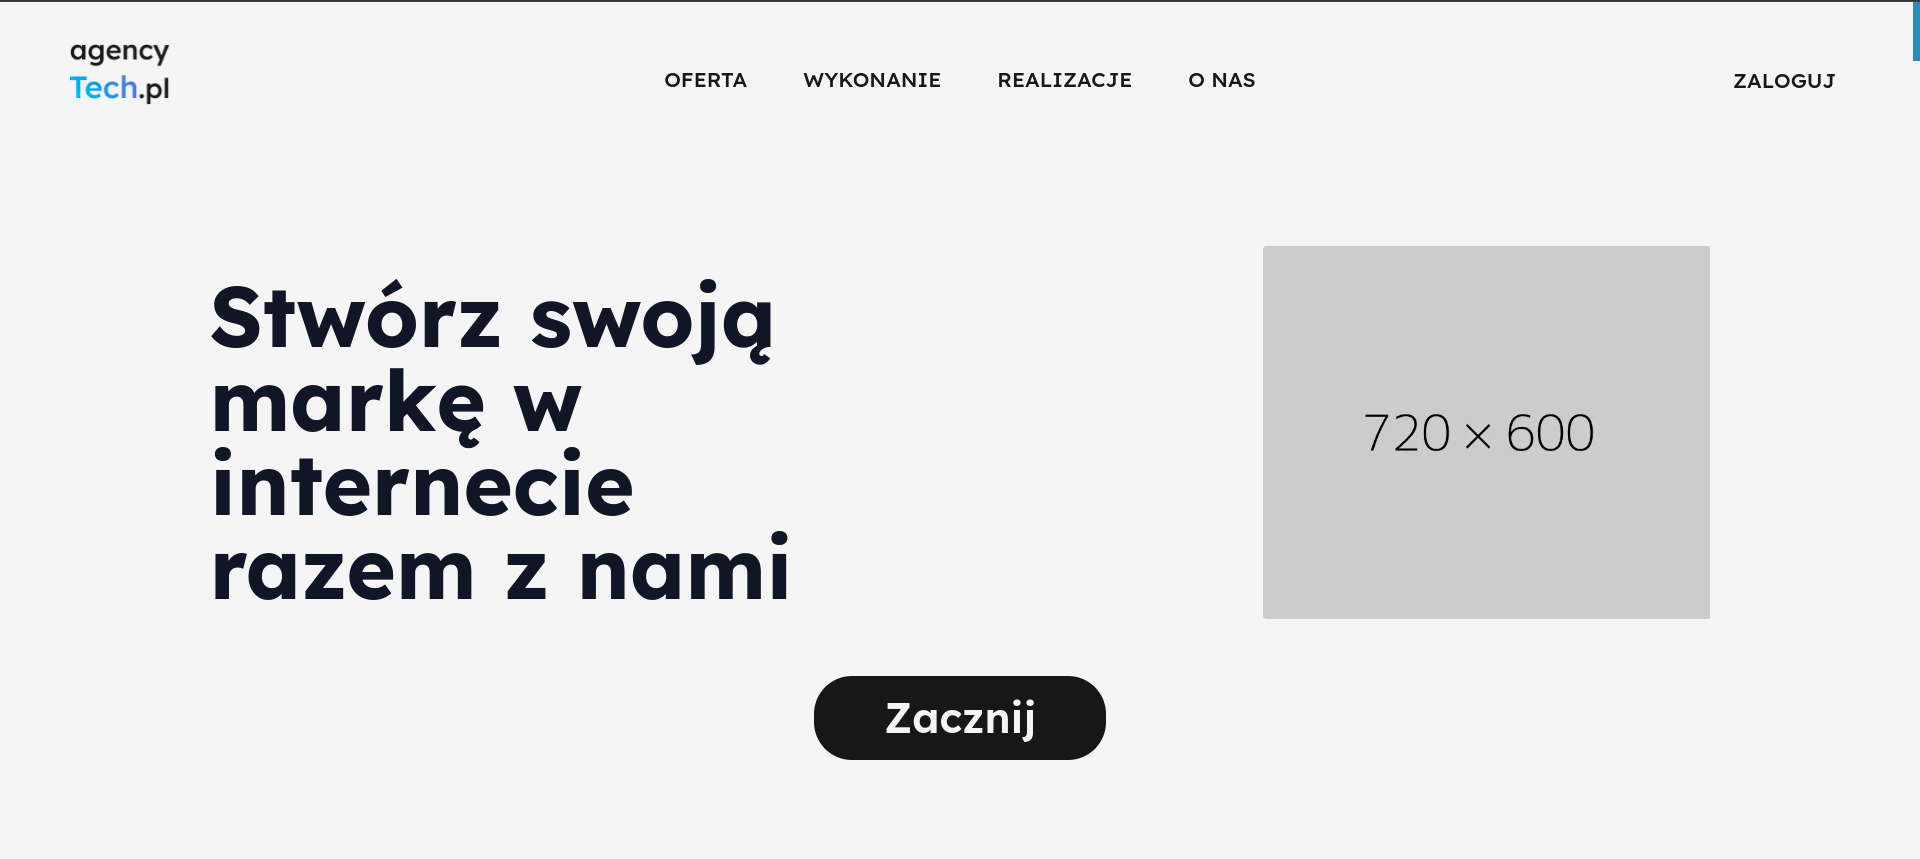 agency
Tech.pl
OFERTA
WYKONANIE
REALIZACJE
O NAS
ZALOGUJ
Stwórz swoją
markę w
internecie
razem z nami
720 × 600
Zacznij